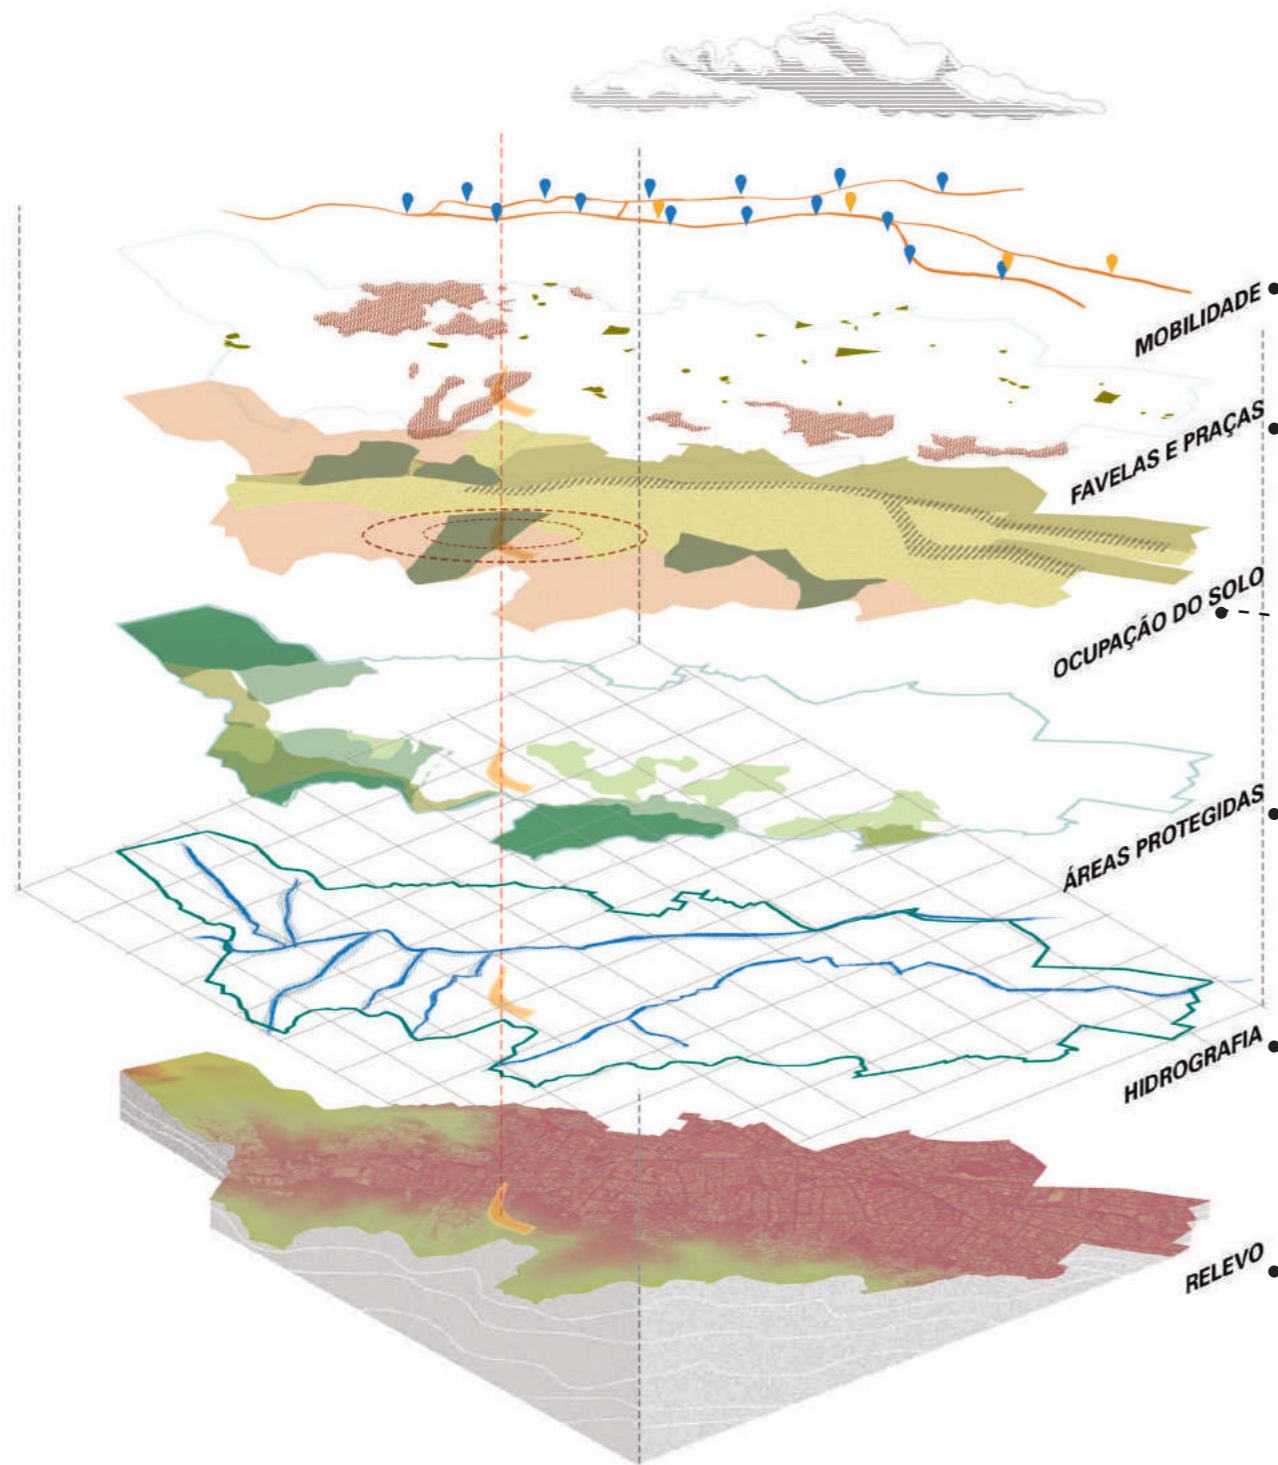 MOBILIDADE
FAVELAS E PRAÇAS
OCUPAÇÃO DO SOLO
ÁREAS PROTEGIDAS
HIDROGRAFIA
RELEVO